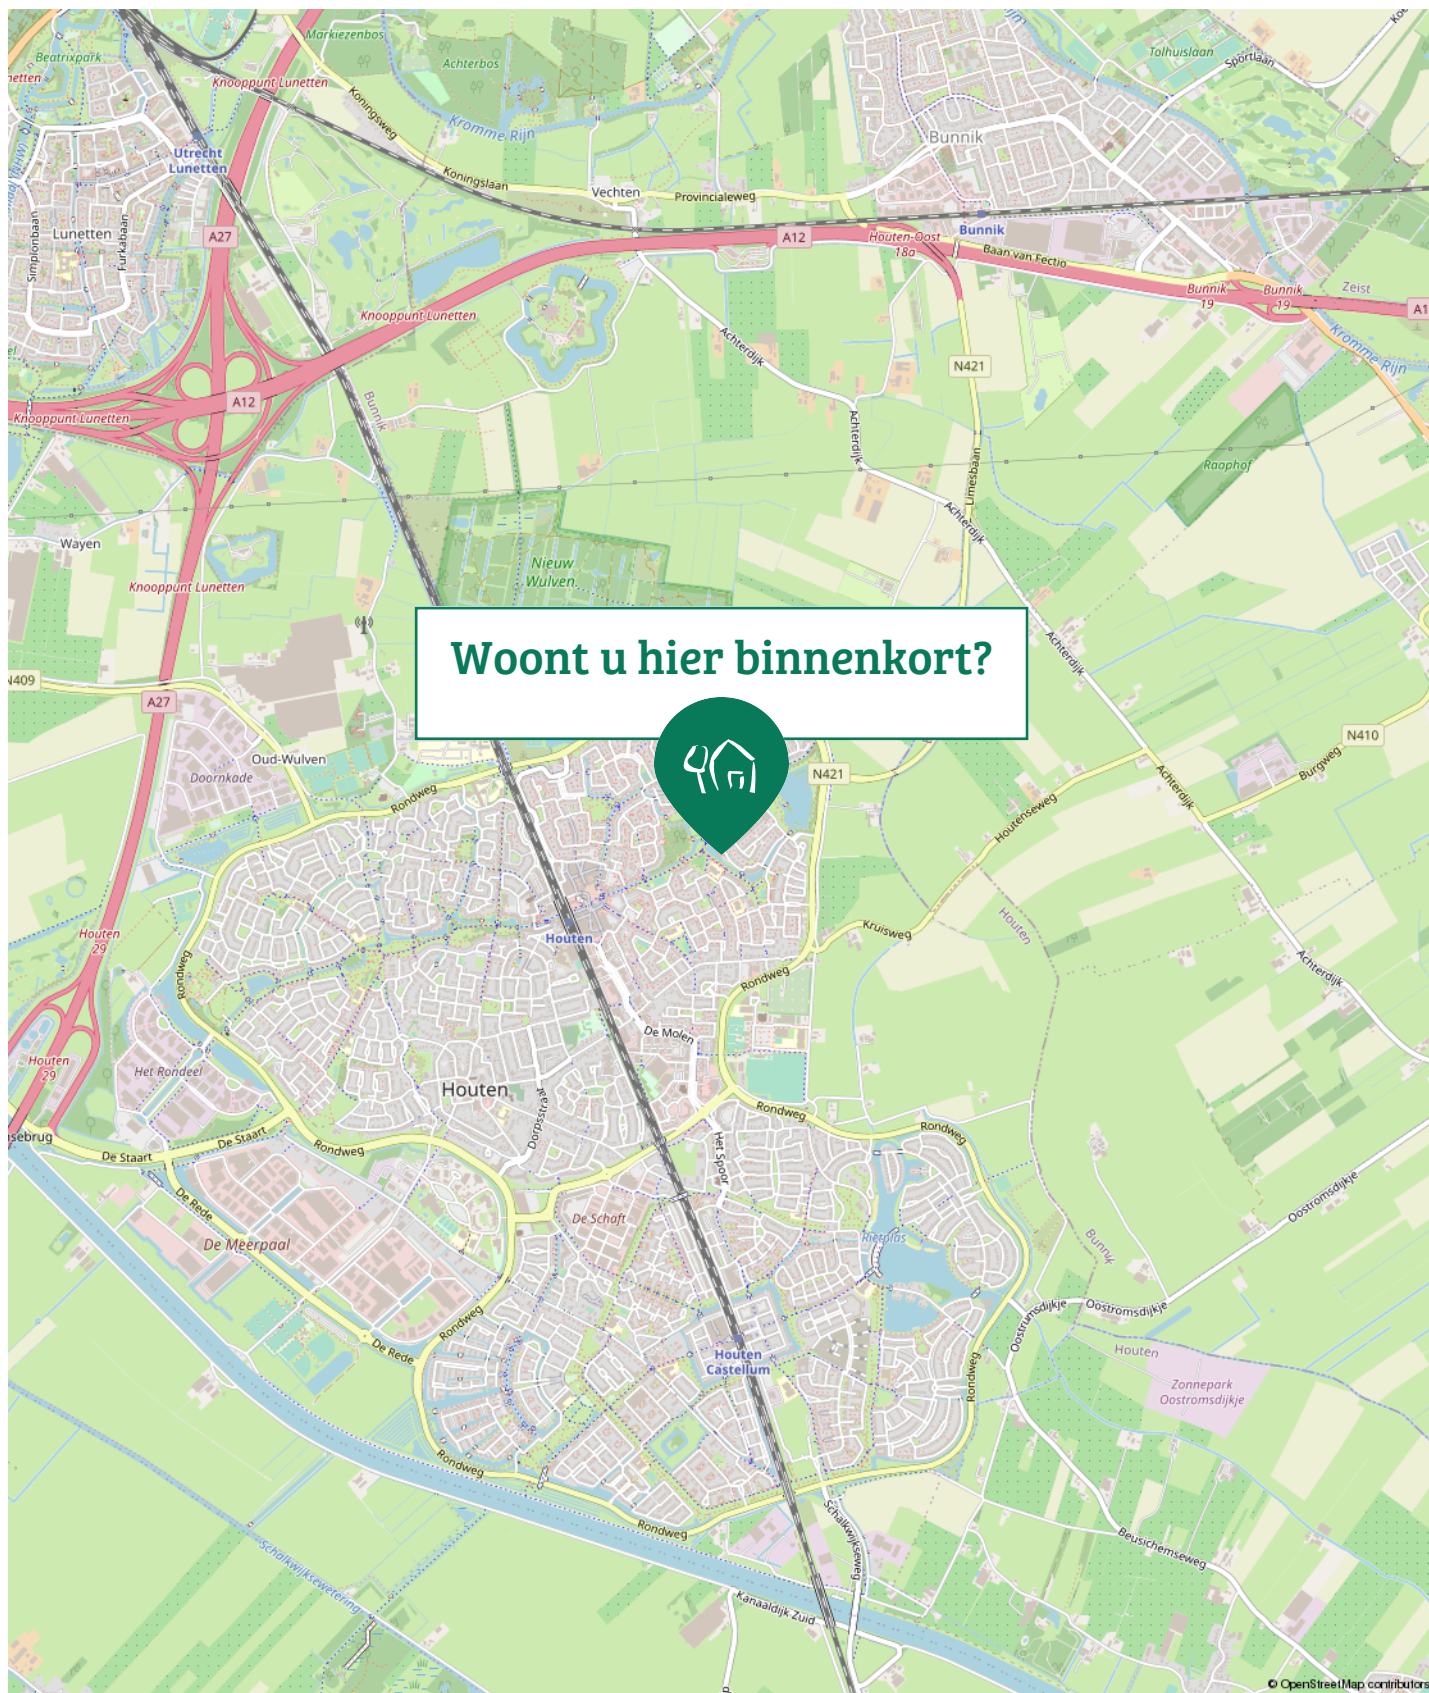 Beatrixpark
Markiezenbos
Achterbos
Tolhuislaan
Sportlaan
netten
Knooppunt Lunetten
Koningsweg
Kromme Rijn
Bunnik
Utrecht
Lunetten
Koningslaan
Vechten
Provincialeweg
Simplonbaan
Furkabaan
Lunetten
A27
A12
Houten-Oost
18a
Bunnik
Baan van Fectio
Bunnik
19
Bunnik
19
Zeist
Knooppunt Lunetten
Achterdijk
Kromme Rijn
N421
Knooppunt Lunetten
A12
Bunnik
Achterdijk
Limesbaan
Raaphof
Achterdijk
Wayen
Nieuw
Wulven
Knooppunt Lunetten
Woont u hier binnenkort?
Achterdijk
N409
A27
Oud-Wulven
Doornkade
Rondweg
N421
N410
Burgweg
Achterdijk
Houtenseweg
Houten
29
Houten
Kruisweg
Houten
Rondweg
Rondweg
Achterdijk
De Molen
Houten
29
Het Rondeel
Houten
Dorpsstraat
Rondweg
Rondweg
nsebrug
De Staart
De Staart
Rondweg
Het Spoor
De Rede
De Schaft
De Meerpaal
Rietplas
Bunnik
Oostromsdijkje
Oostrumsdijkje
Oostromsdijkje
Rondweg
De Rede
Houten
Castellum
Rondweg
Houten
Zonnepark
Oostromsdijkje
Rondweg
Rondweg
Schalkwijkseweg
Beusichemseweg
Schalkwijksewetering
Kanaaldijk Zuid
© OpenStreetMap contributors